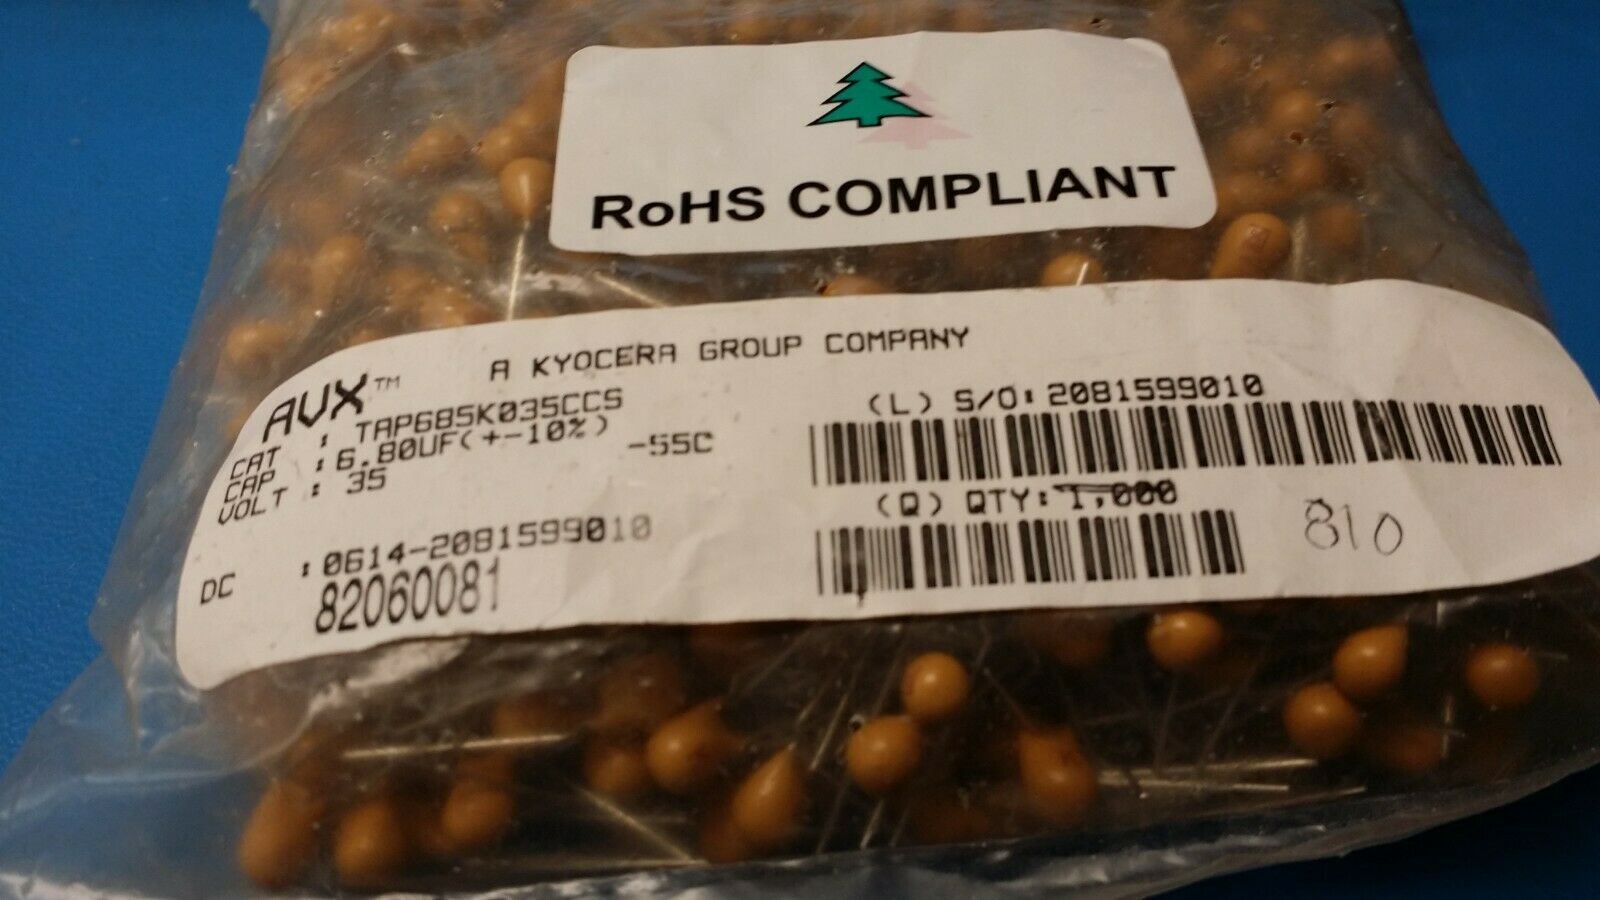 RoHS COMPLIANT
AVX™ A KYOCERA GROUP COMPANY
CAT : TAP685K035CCS
CAP : 6.80UF(+-10%) -55C
VOLT : 35
DC : 0614-2081599010
82060081
(L) S/O: 2081599010
(Q) QTY: 1,000
810